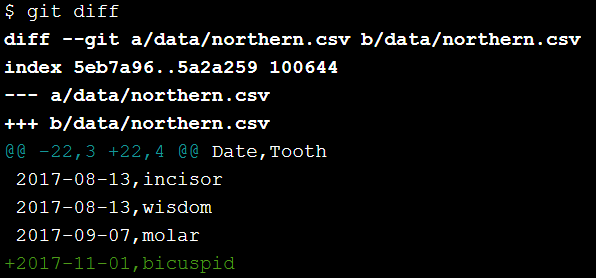 $ git diff
diff --git a/data/northern.csv b/data/northern.csv
index 5eb7a96..5a2a259 100644
--- a/data/northern.csv
+++ b/data/northern.csv
@@ -22,3 +22,4 @@ Date,Tooth
 2017-08-13,incisor
 2017-08-13,wisdom
 2017-09-07,molar
+2017-11-01,bicuspid